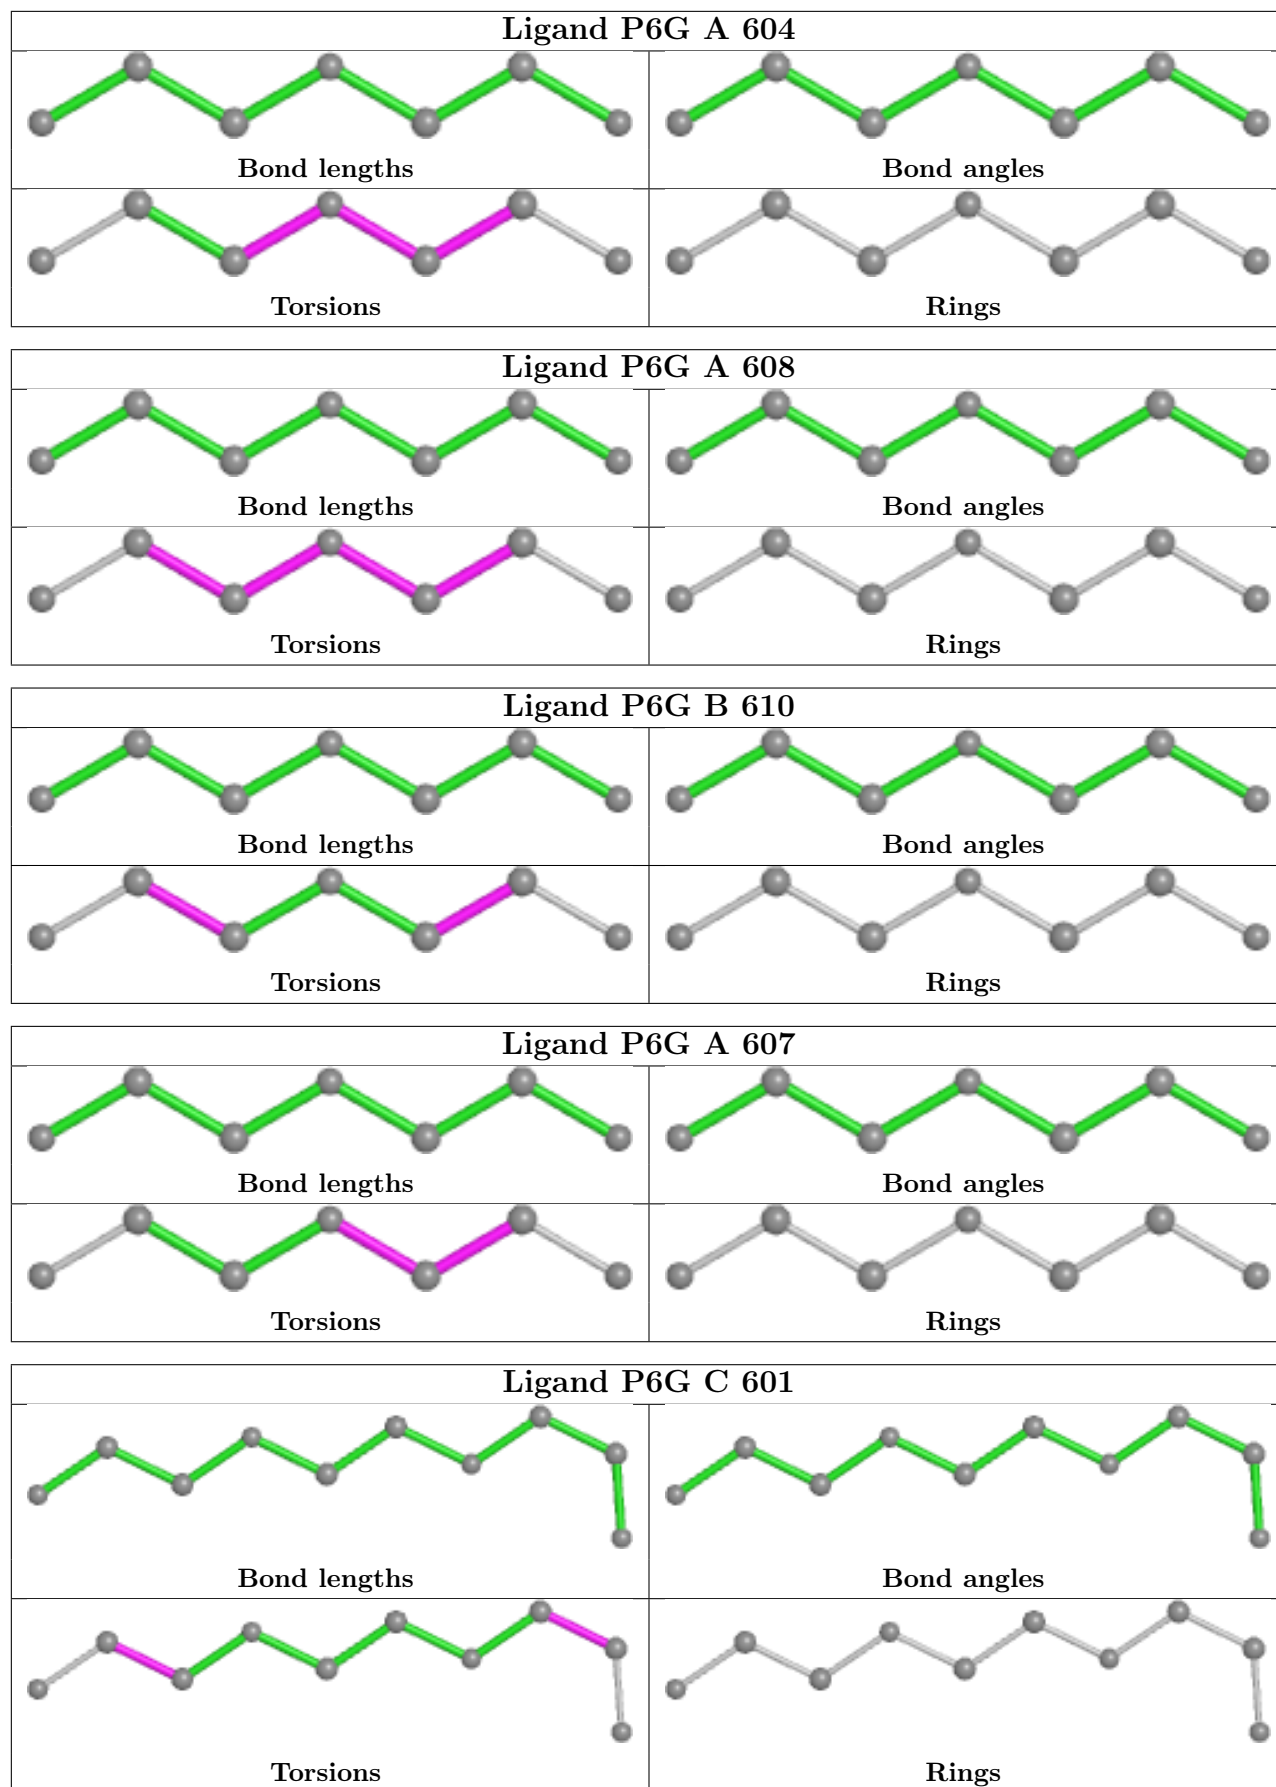 Ligand P6G A 604
Bond lengths
Bond angles
Torsions
Rings
Ligand P6G A 608
Bond lengths
Bond angles
Torsions
Rings
Ligand P6G B 610
Bond lengths
Bond angles
Torsions
Rings
Ligand P6G A 607
Bond lengths
Bond angles
Torsions
Rings
Ligand P6G C 601
Bond lengths
Bond angles
Torsions
Rings